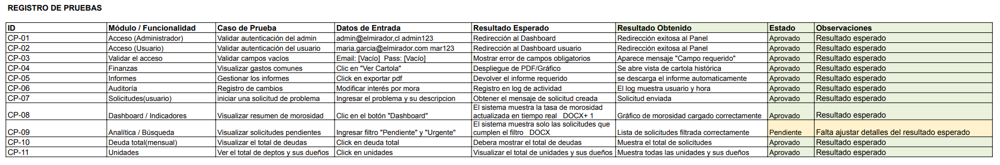 REGISTRO DE PRUEBAS
ID Módulo / Funcionalidad Caso de Prueba Datos de Entrada Resultado Esperado Resultado Obtenido Estado Observaciones
CP-01 Acceso (Administrador) Validar autenticación del admin admin@elmirador,cl admin123 Redirección al Dashboard Redirección exitosa al Panel Aprovado Resultado esperado
CP-02 Acceso (Usuario) Validar autenticación del usuario maria.garcia@elmirador.com mar123 Redirección al Dashboard usuario Redirección exitosa al Panel Aprovado Resultado esperado
CP-03 Validar el acceso Validar campos vacíos Email: [Vacío]  Pass: [Vacío] Mostrar error de campos obligatorios Aparece mensaje "Campo requerido" Aprovado Resultado esperado
CP-04 Finanzas Visualizar gastos comunes Clic en "Ver Cartola" Despliegue de PDF/Gráfico Se abre vista de cartola histórica Aprovado Resultado esperado
CP-05 Informes Gestionar los informes Click en exportar pdf Devolver el informe requerido se descarga el informe automaticamente Aprovado Resultado esperado
CP-06 Auditoría Registro de cambios Modificar interés por mora Registro en log de actividad El log muestra usuario y hora Aprovado Resultado esperado
CP-07 Solicitudes(usuario) iniciar una solicitud de problema Ingresar el problema y su descripcion Obtener el mensaje de solicitud creada Solicitud enviada Aprovado Resultado esperado
El sistema muestra la tasa de morosidad
CP-08 Dashboard / Indicadores Visualizar resumen de morosidad Clic en el botón "Dashboard" actualizada en tiempo real   DOCX+ 1 Gráfico de morosidad cargado correctamente Aprovado Resultado esperado
El sistema muestra solo las solicitudes que
CP-09 Analítica / Búsqueda Visualizar solicitudes pendientes Ingresar filtro "Pendiente" y "Urgente" cumplen el filtro   DOCX Lista de solicitudes filtrada correctamente Pendiente Falta ajustar detalles del resultado esperado
CP-10 Deuda total(mensual) Visualizar el total de deudas Click en deuda total Debera mostrar el total de deudas Muestra el total de solicitudes Aprovado Resultado esperado
CP-11 Unidades Ver el total de deptos y sus dueños Click en unidades Visualizar el total de unidades y sus dueños Muestra todas las unidades y sus dueños Aprovado Resultado esperado